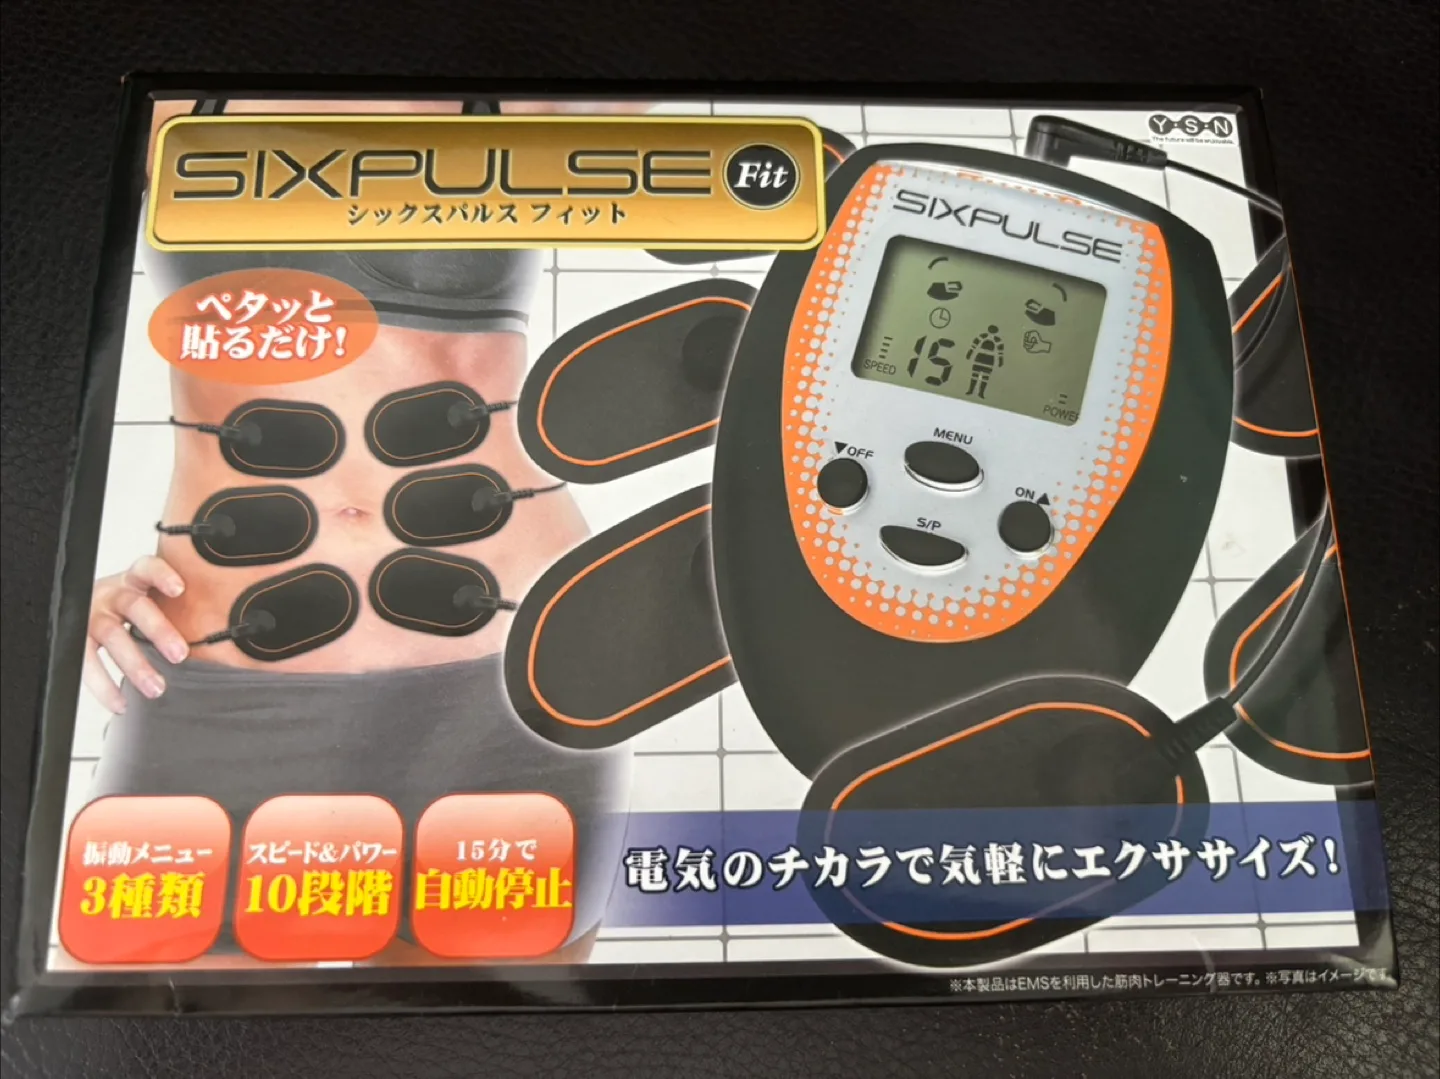 Y·S·N
The future will be enjoyable.
SIXPULSE Fit
シックスパルス フィット
ペタッと
貼るだけ!
SIXPULSE
15
SPEED
POWER
MENU
▼OFF
ON▲
S/P
振動メニュー
3種類
スピード&パワー
10段階
15分で
自動停止
電気のチカラで気軽にエクササイズ!
※本製品はEMSを利用した筋肉トレーニング器です。※写真はイメージです。